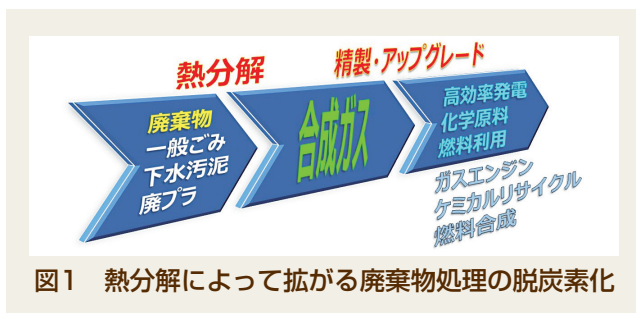 熱分解
精製・アップグレード
廃棄物
一般ごみ
下水汚泥
廃プラ
合成ガス
高効率発電
化学原料
燃料利用
ガスエンジン
ケミカルリサイクル
燃料合成
図1 熱分解によって拡がる廃棄物処理の脱炭素化